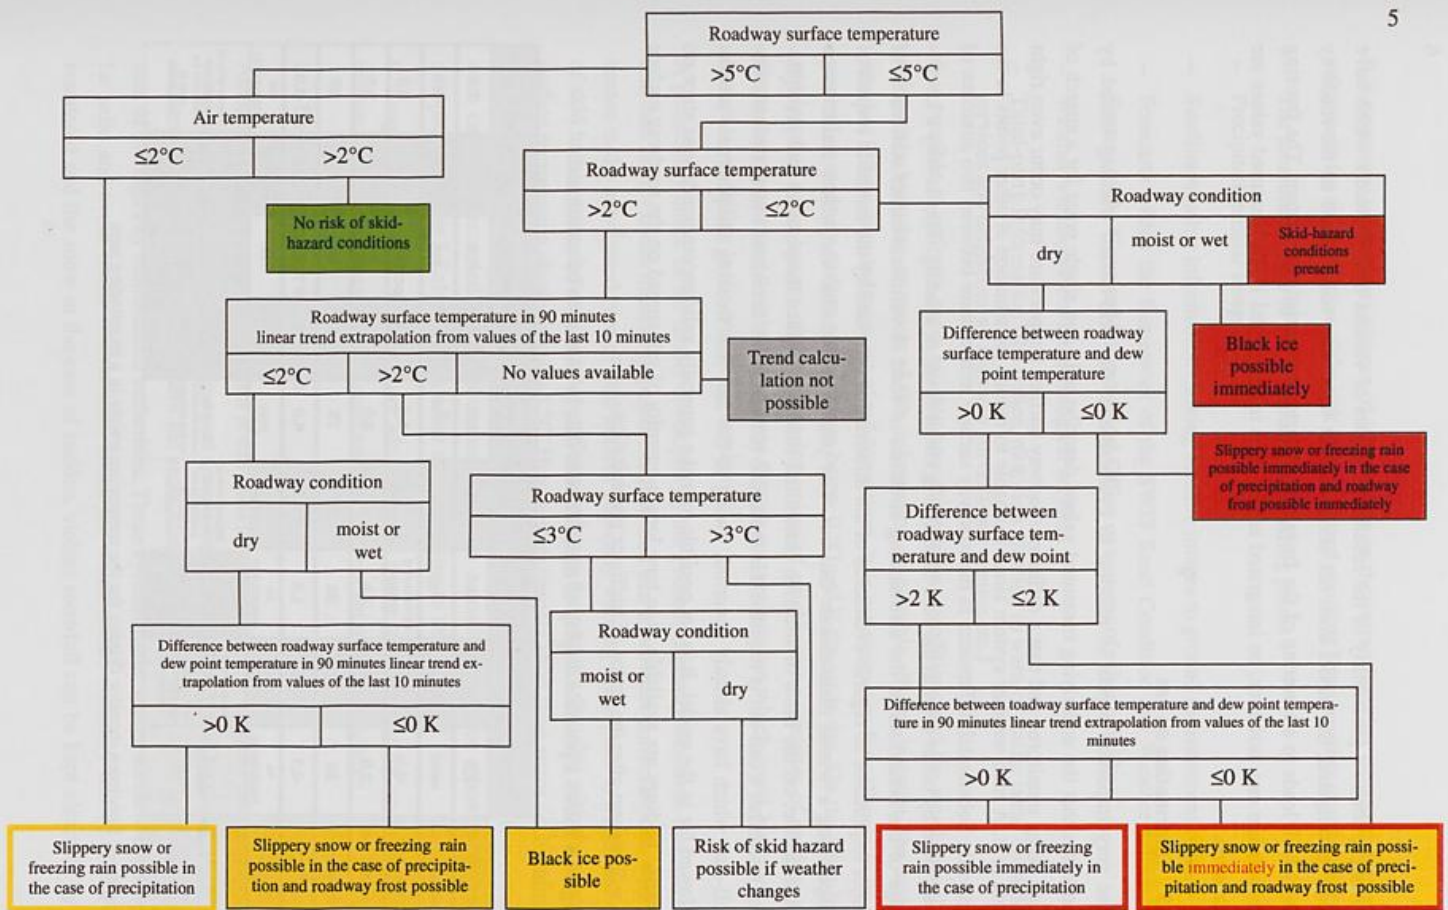 5
Roadway surface temperature
>5°C
≤5°C
Air temperature
≤2°C
>2°C
No risk of skid-
hazard conditions
Roadway surface temperature
>2°C
≤2°C
Roadway condition
dry
moist or wet
Skid-hazard
conditions
present
Roadway surface temperature in 90 minutes
linear trend extrapolation from values of the last 10 minutes
≤2°C
>2°C
No values available
Trend calcu-
lation not
possible
Difference between roadway
surface temperature and dew
point temperature
>0 K
≤0 K
Black ice
possible
immediately
Slippery snow or freezing rain
possible immediately in the case
of precipitation and roadway
frost possible immediately
Roadway condition
dry
moist or
wet
Roadway surface temperature
≤3°C
>3°C
Difference between
roadway surface tem-
perature and dew point
>2 K
≤2 K
Difference between roadway surface temperature and
dew point temperature in 90 minutes linear trend ex-
trapolation from values of the last 10 minutes
>0 K
≤0 K
Roadway condition
moist or
wet
dry
Difference between toadway surface temperature and dew point tempera-
ture in 90 minutes linear trend extrapolation from values of the last 10
minutes
>0 K
≤0 K
Slippery snow or
freezing rain possible in
the case of precipitation
Slippery snow or freezing rain
possible in the case of precipita-
tion and roadway frost possible
Black ice pos-
sible
Risk of skid hazard
possible if weather
changes
Slippery snow or freezing
rain possible immediately in
the case of precipitation
Slippery snow or freezing rain possi-
ble immediately in the case of preci-
pitation and roadway frost possible